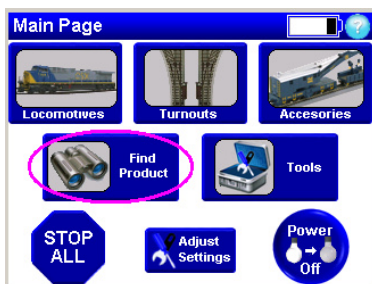 Main Page
?
Locomotives
Turnouts
Accesories
Find
Product
Tools
STOP
ALL
Adjust
Settings
Power
Off